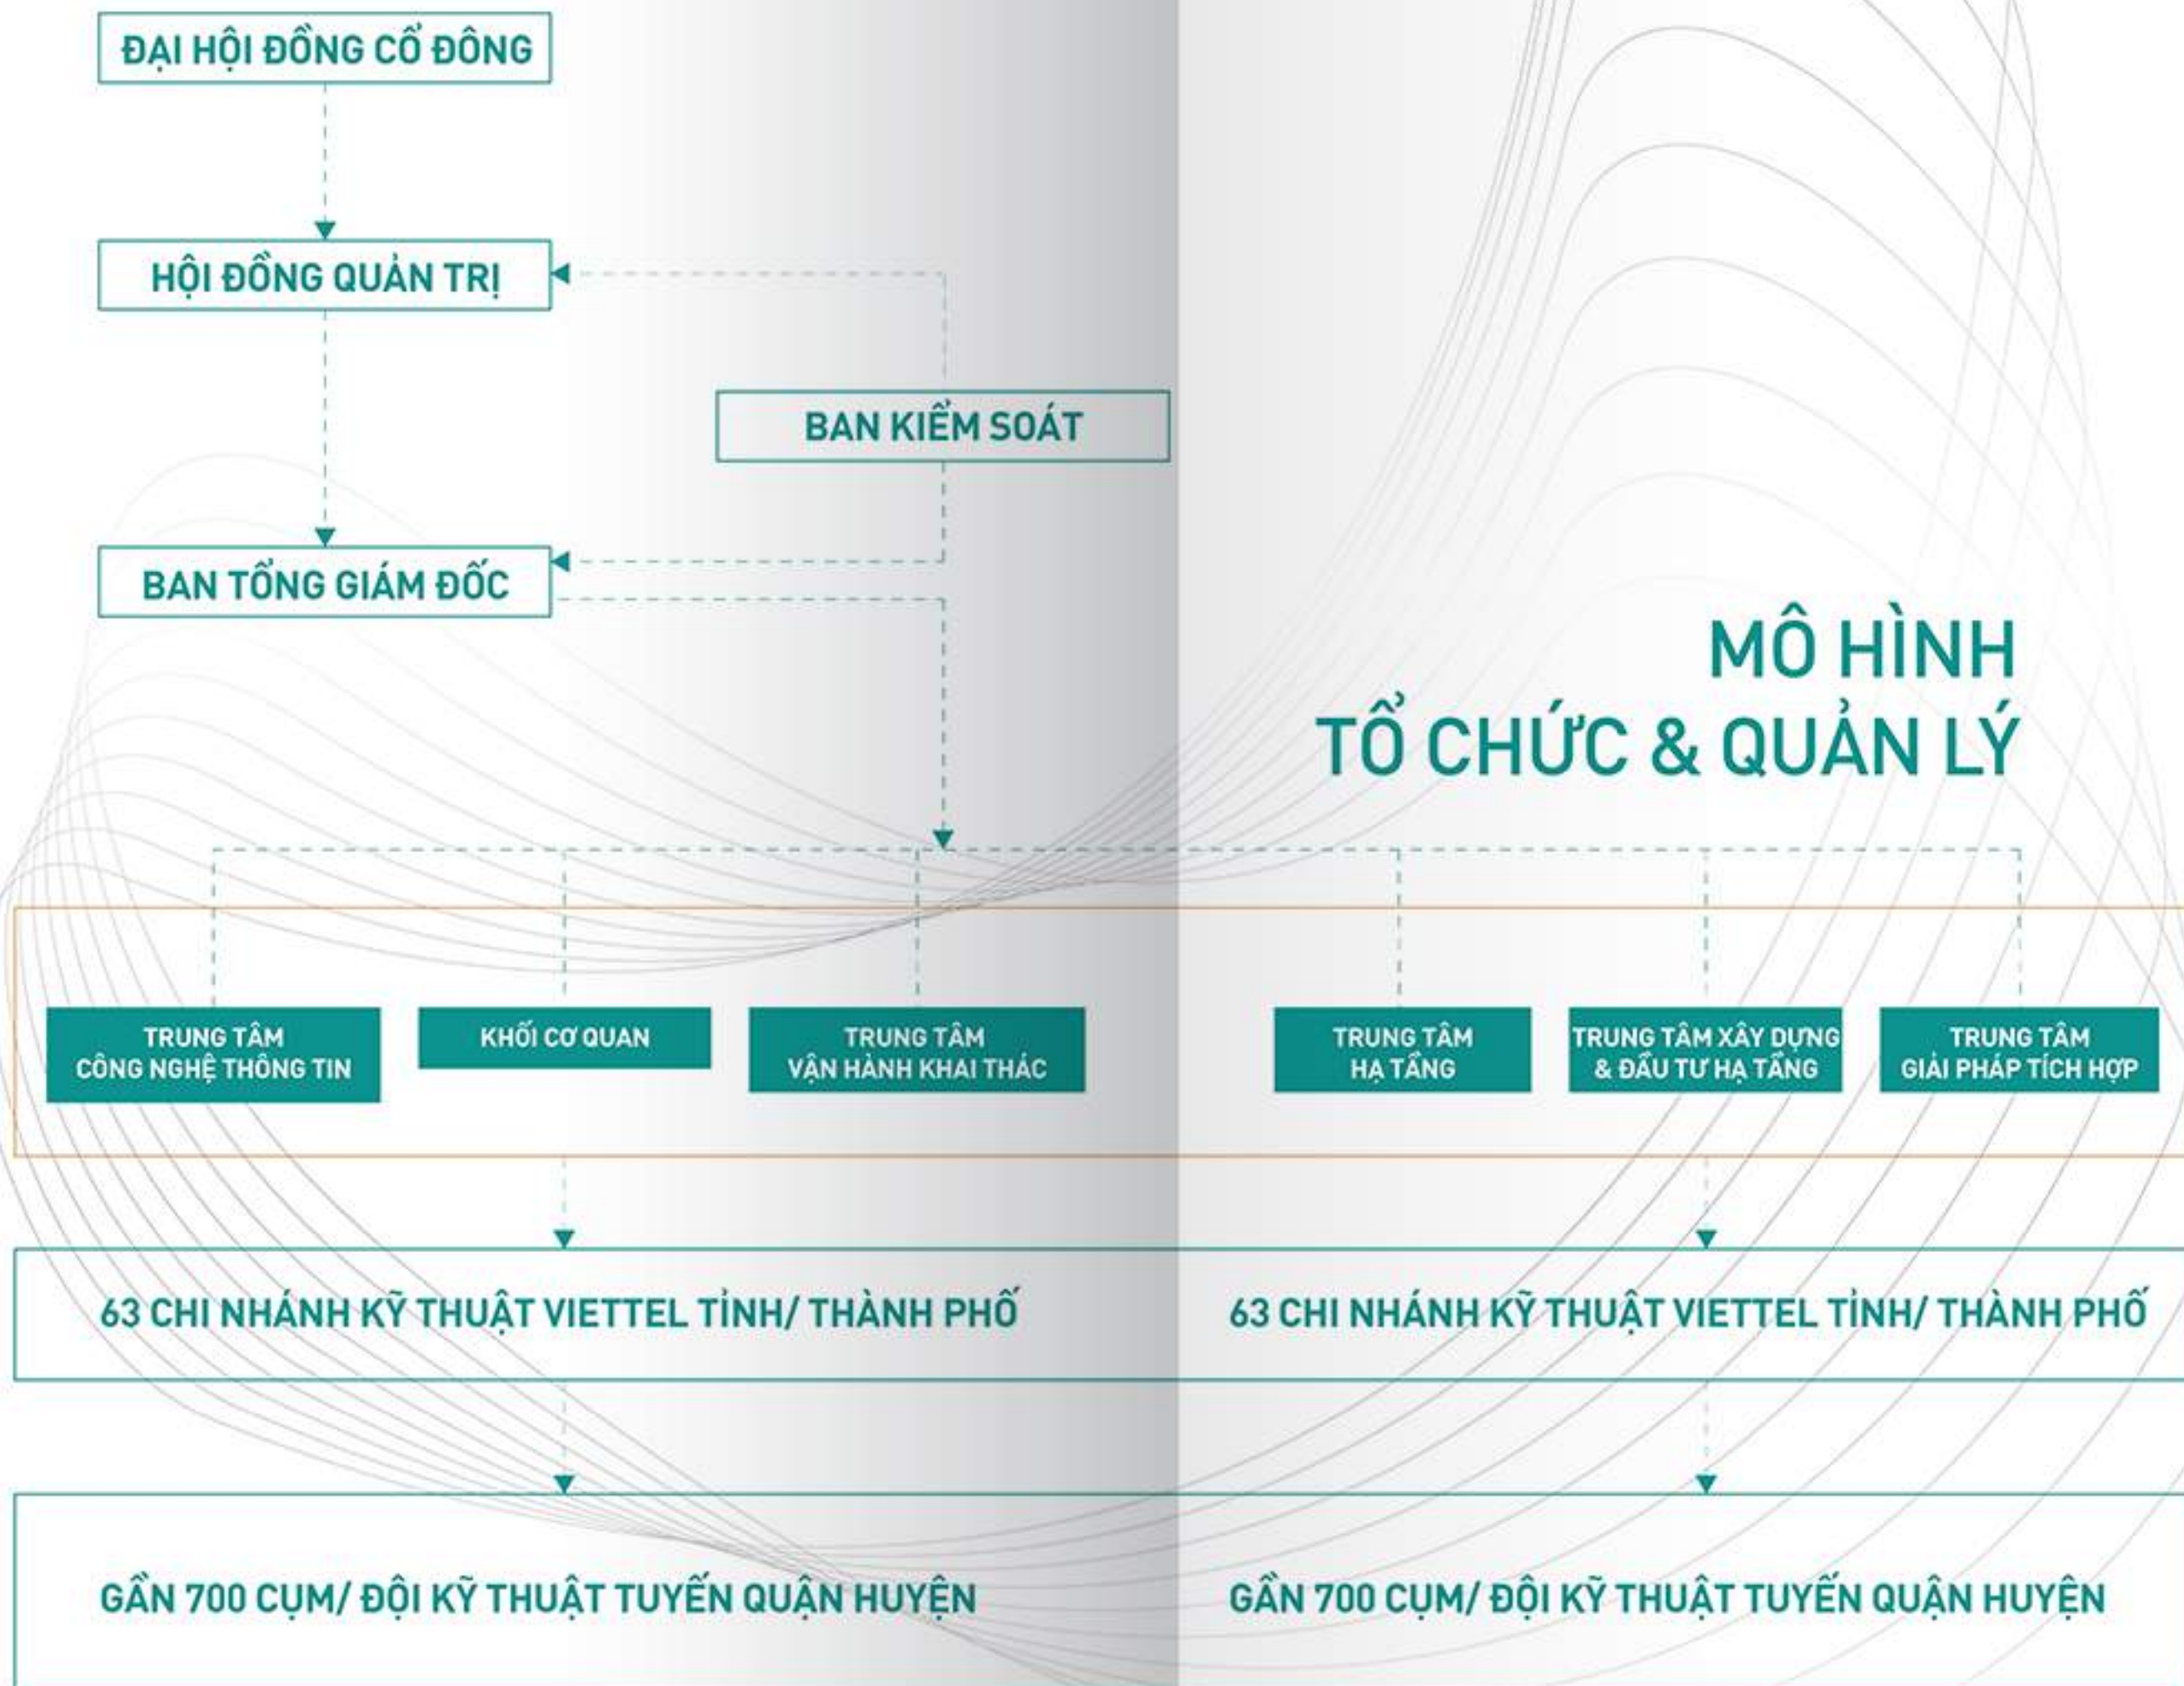 ĐẠI HỘI ĐỒNG CỔ ĐÔNG
HỘI ĐỒNG QUẢN TRỊ
BAN KIỂM SOÁT
BAN TỔNG GIÁM ĐỐC
MÔ HÌNH
TỔ CHỨC & QUẢN LÝ
TRUNG TÂM
CÔNG NGHỆ THÔNG TIN
KHỐI CƠ QUAN
TRUNG TÂM
VẬN HÀNH KHAI THÁC
TRUNG TÂM
HẠ TẦNG
TRUNG TÂM XÂY DỰNG
& ĐẦU TƯ HẠ TẦNG
TRUNG TÂM
GIẢI PHÁP TÍCH HỢP
63 CHI NHÁNH KỸ THUẬT VIETTEL TỈNH/ THÀNH PHỐ
63 CHI NHÁNH KỸ THUẬT VIETTEL TỈNH/ THÀNH PHỐ
GẦN 700 CỤM/ ĐỘI KỸ THUẬT TUYẾN QUẬN HUYỆN
GẦN 700 CỤM/ ĐỘI KỸ THUẬT TUYẾN QUẬN HUYỆN